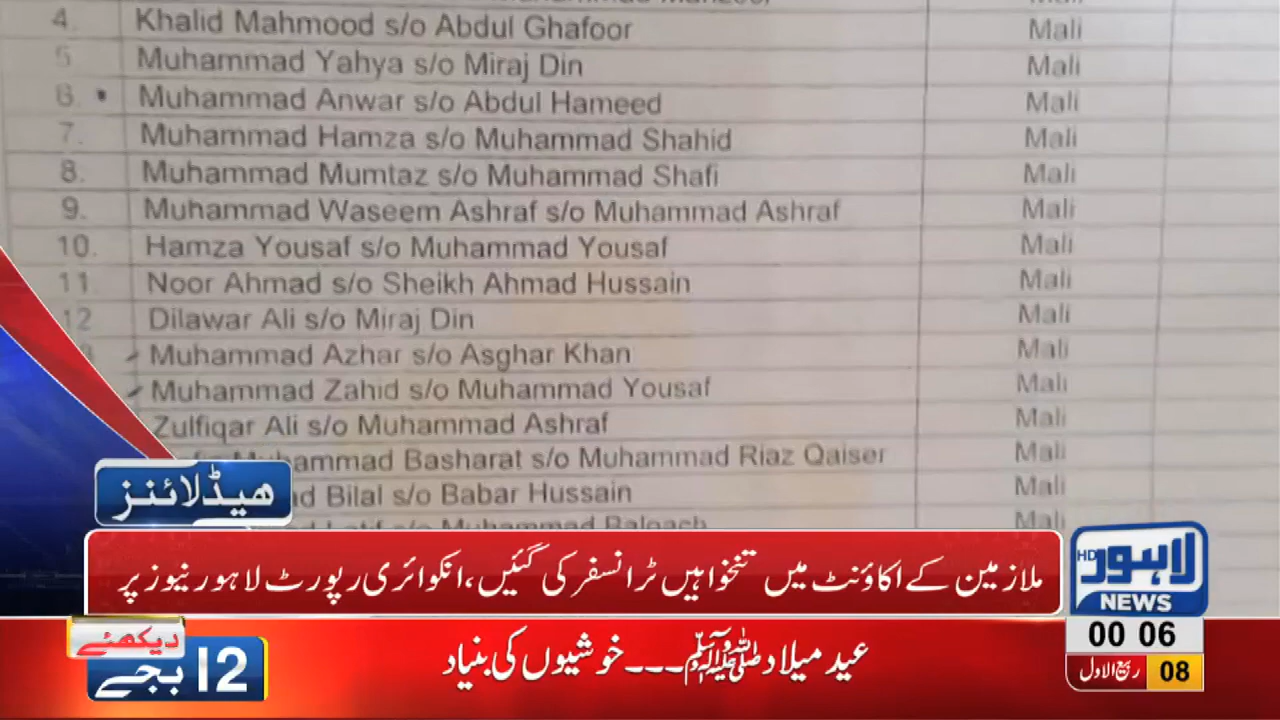 4. Khalid Mahmood s/o Abdul Ghafoor Mali
5 Muhammad Yahya s/o Miraj Din Mali
6. Muhammad Anwar s/o Abdul Hameed Mali
7. Muhammad Hamza s/o Muhammad Shahid Mali
8. Muhammad Mumtaz s/o Muhammad Shafi Mali
9. Muhammad Waseem Ashraf s/o Muhammad Ashraf Mali
10. Hamza Yousaf s/o Muhammad Yousaf Mali
11. Noor Ahmad s/o Sheikh Ahmad Hussain Mali
12 Dilawar Ali s/o Miraj Din Mali
Muhammad Azhar s/o Asghar Khan Mali
Muhammad Zahid s/o Muhammad Yousaf Mali
Zulfiqar Ali s/o Muhammad Ashraf Mali
Basharat s/o Muhammad Riaz Qaiser Mali
Bilal s/o Babar Hussain Mali
s/o Muhammad Baloach Mali
ہیڈلائنز
ملازمین کے اکاؤنٹ میں تنخواہیں ٹرانسفر کی گئیں، انکوائری رپورٹ لاہور نیوز پر
لاہور HD
NEWS
00 06
08 ربیع الاول
دیکھئے
12 بجے
عید میلاد ﷺ۔۔۔خوشیوں کی بنیاد